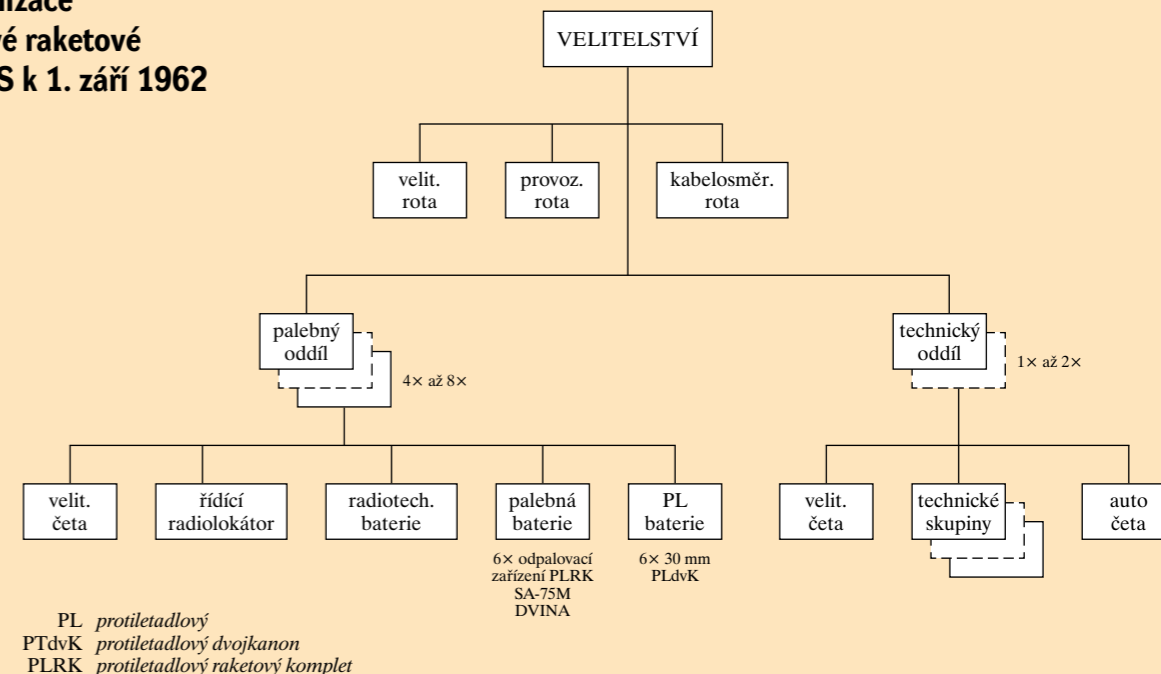 nizace
vé raketové
S k 1. září 1962
VELITELSTVÍ
velit.
rota
provoz.
rota
kabelosměr.
rota
palebný
oddíl
4× až 8×
technický
oddíl
1× až 2×
velit.
četa
řídící
radiolokátor
radiotech.
baterie
palebná
baterie
6× odpalovací
zařízení PLRK
SA-75M
DVINA
PL
baterie
6× 30 mm
PLdvK
velit.
četa
technické
skupiny
auto
četa
PL protiletadlový
PTdvK protiletadlový dvojkanon
PLRK protiletadlový raketový komplet